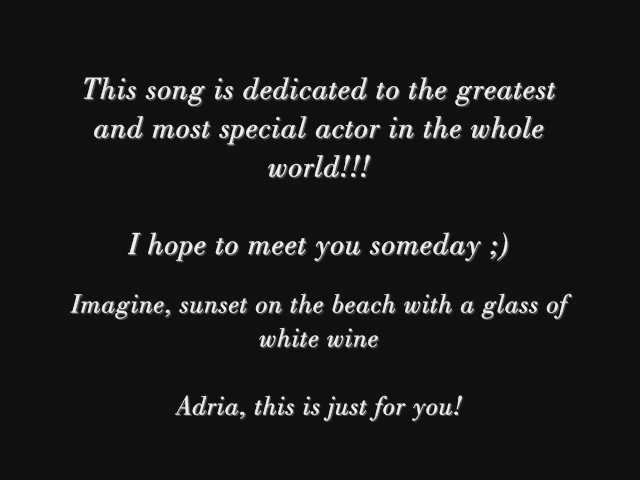 This song is dedicated to the greatest
and most special actor in the whole
world!!!
I hope to meet you someday ;)
Imagine, sunset on the beach with a glass of
white wine
Adria, this is just for you!